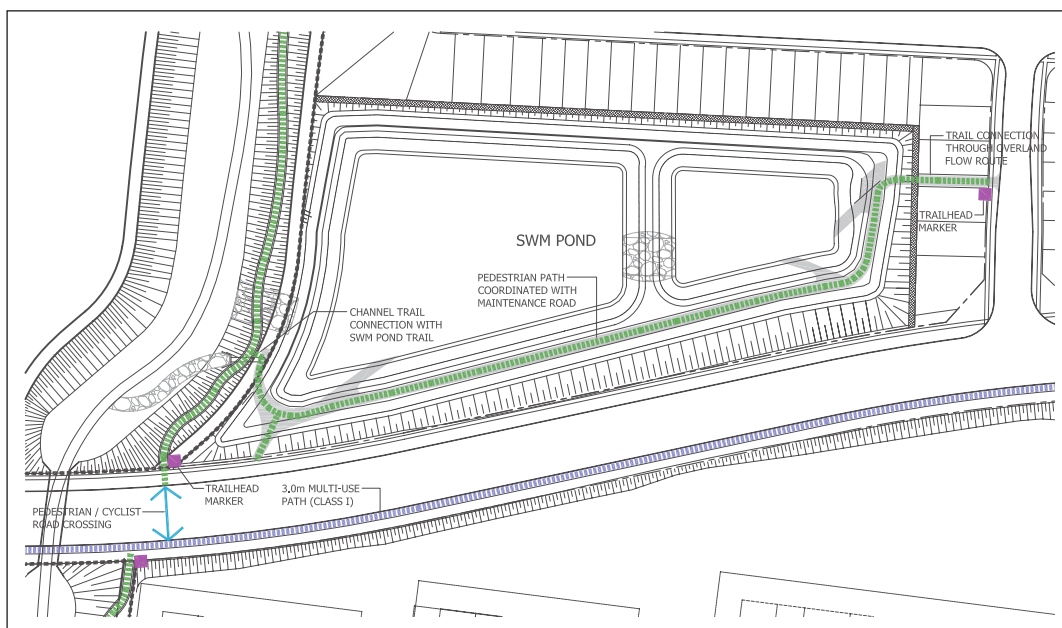 TRAIL CONNECTION
THROUGH OVERLAND
FLOW ROUTE
TRAILHEAD
MARKER
SWM POND
PEDESTRIAN PATH
COORDINATED WITH
MAINTENANCE ROAD
CHANNEL TRAIL
CONNECTION WITH
SWM POND TRAIL
TRAILHEAD
MARKER
3.0m MULTI-USE
PATH (CLASS I)
PEDESTRIAN / CYCLIST
ROAD CROSSING